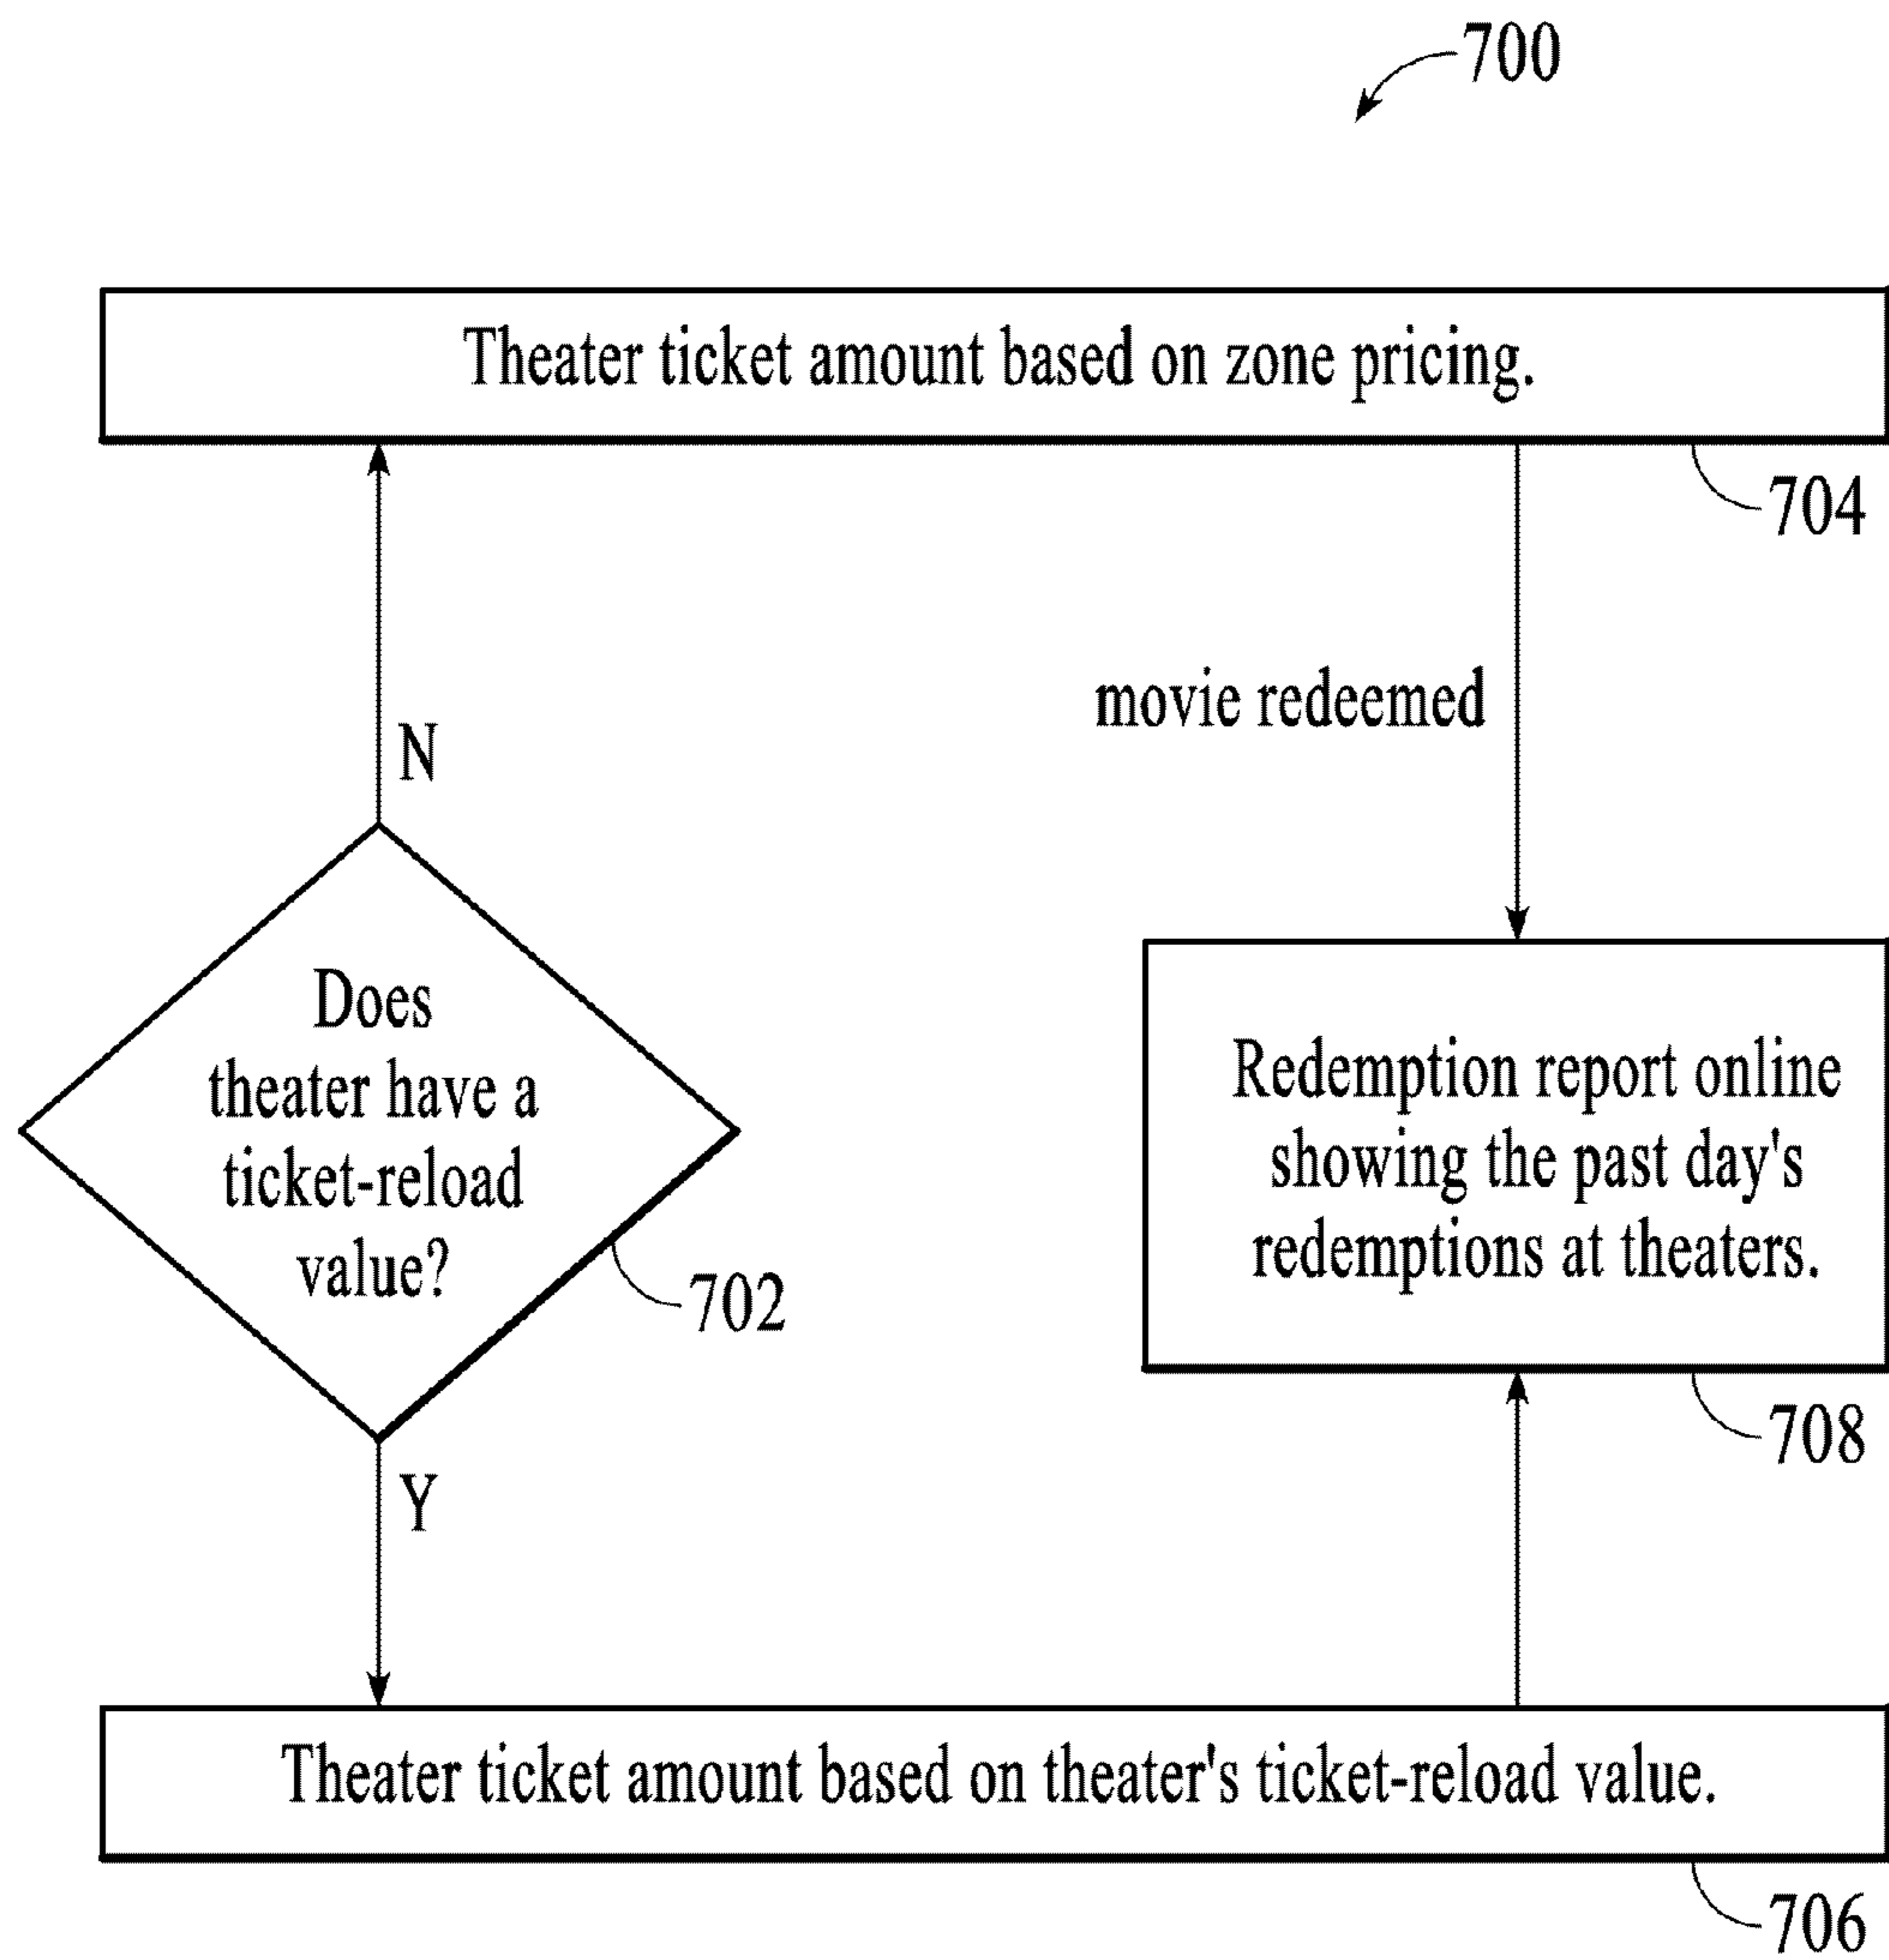 700
Theater ticket amount based on zone pricing.
704
movie redeemed
N
Does
theater have a
ticket-reload
value?
702
Redemption report online
showing the past day's
redemptions at theaters.
708
Y
Theater ticket amount based on theater's ticket-reload value.
706